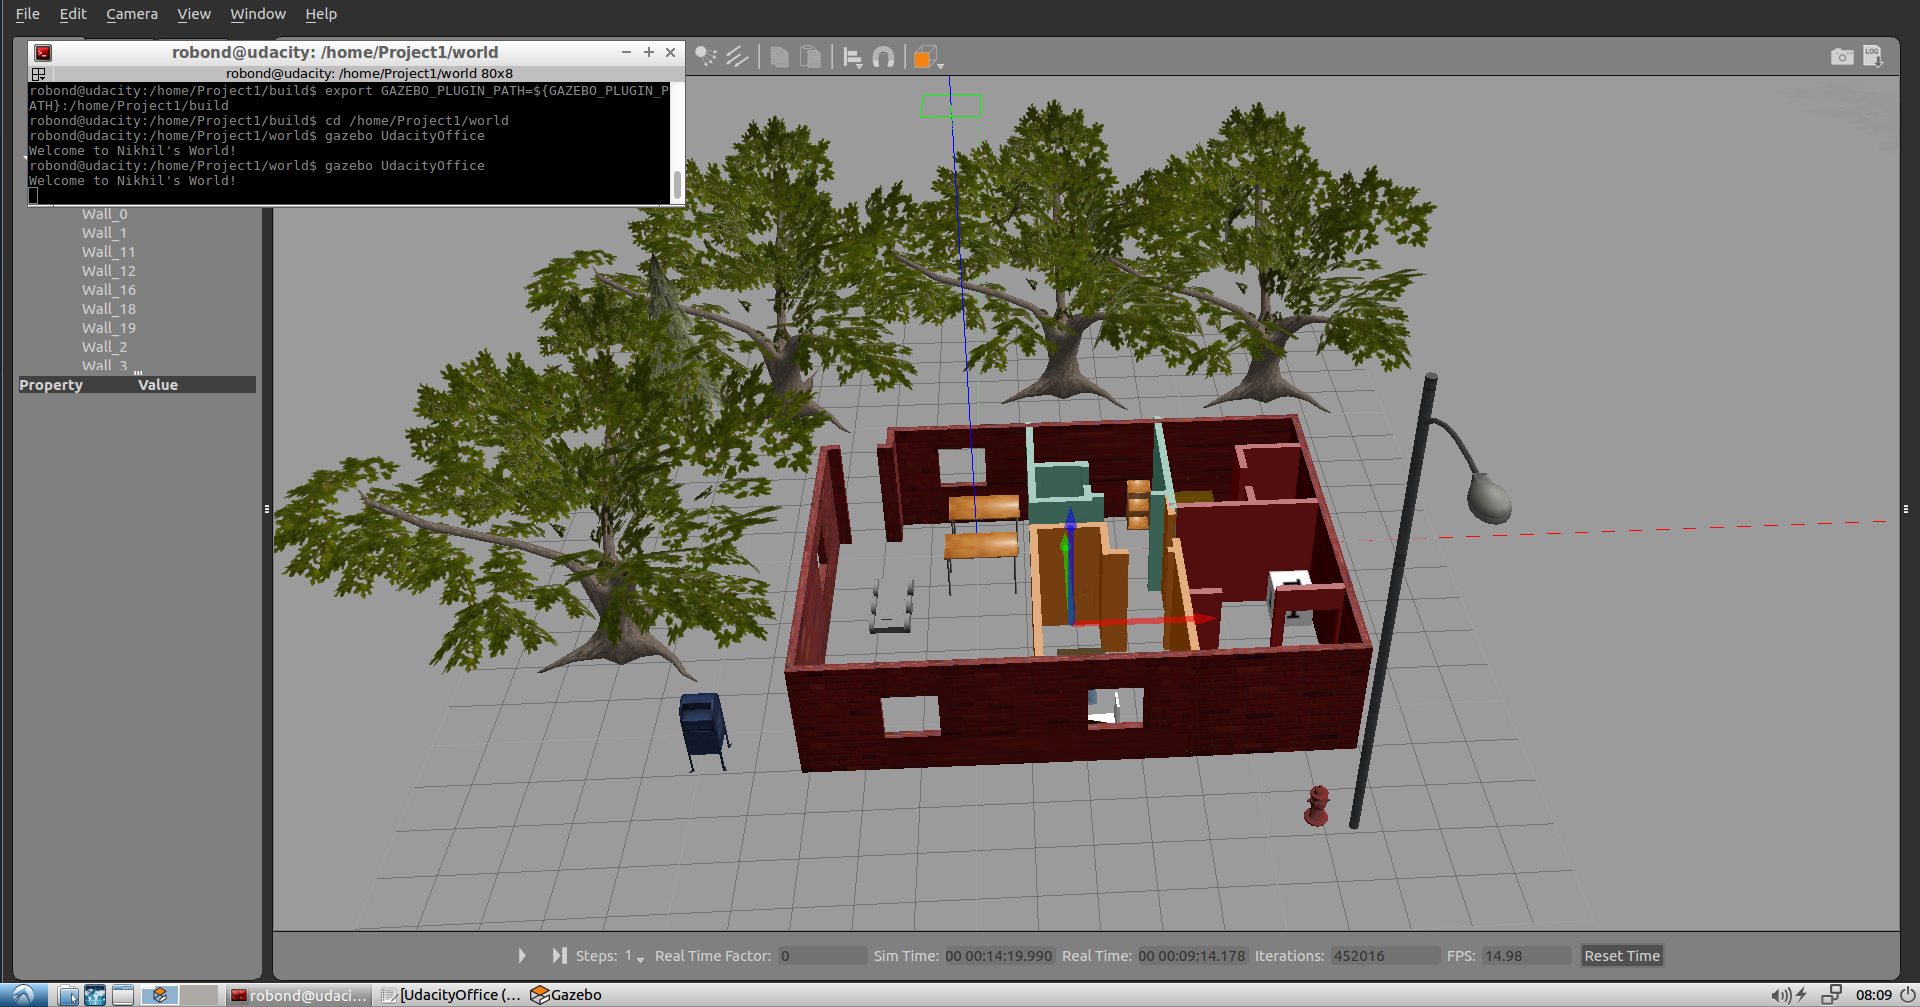 File Edit Camera View Window Help
robond@udacity: /home/Project1/world
robond@udacity: /home/Project1/world 80x8
robond@udacity:/home/Project1/build$ export GAZEBO_PLUGIN_PATH=${GAZEBO_PLUGIN_P
ATH}:/home/Project1/build
robond@udacity:/home/Project1/build$ cd /home/Project1/world
robond@udacity:/home/Project1/world$ gazebo UdacityOffice
Welcome to Nikhil's World!
robond@udacity:/home/Project1/world$ gazebo UdacityOffice
Welcome to Nikhil's World!
LOG
Wall_0
Wall_1
Wall_11
Wall_12
Wall_16
Wall_18
Wall_19
Wall_2
Wall_3
Property Value
1
Steps: 1 Real Time Factor: 0 Sim Time: 00 00:14:19.990 Real Time: 00 00:09:14.178 Iterations: 452016 FPS: 14.98 Reset Time
robond@udaci... [UdacityOffice (... Gazebo 08:09